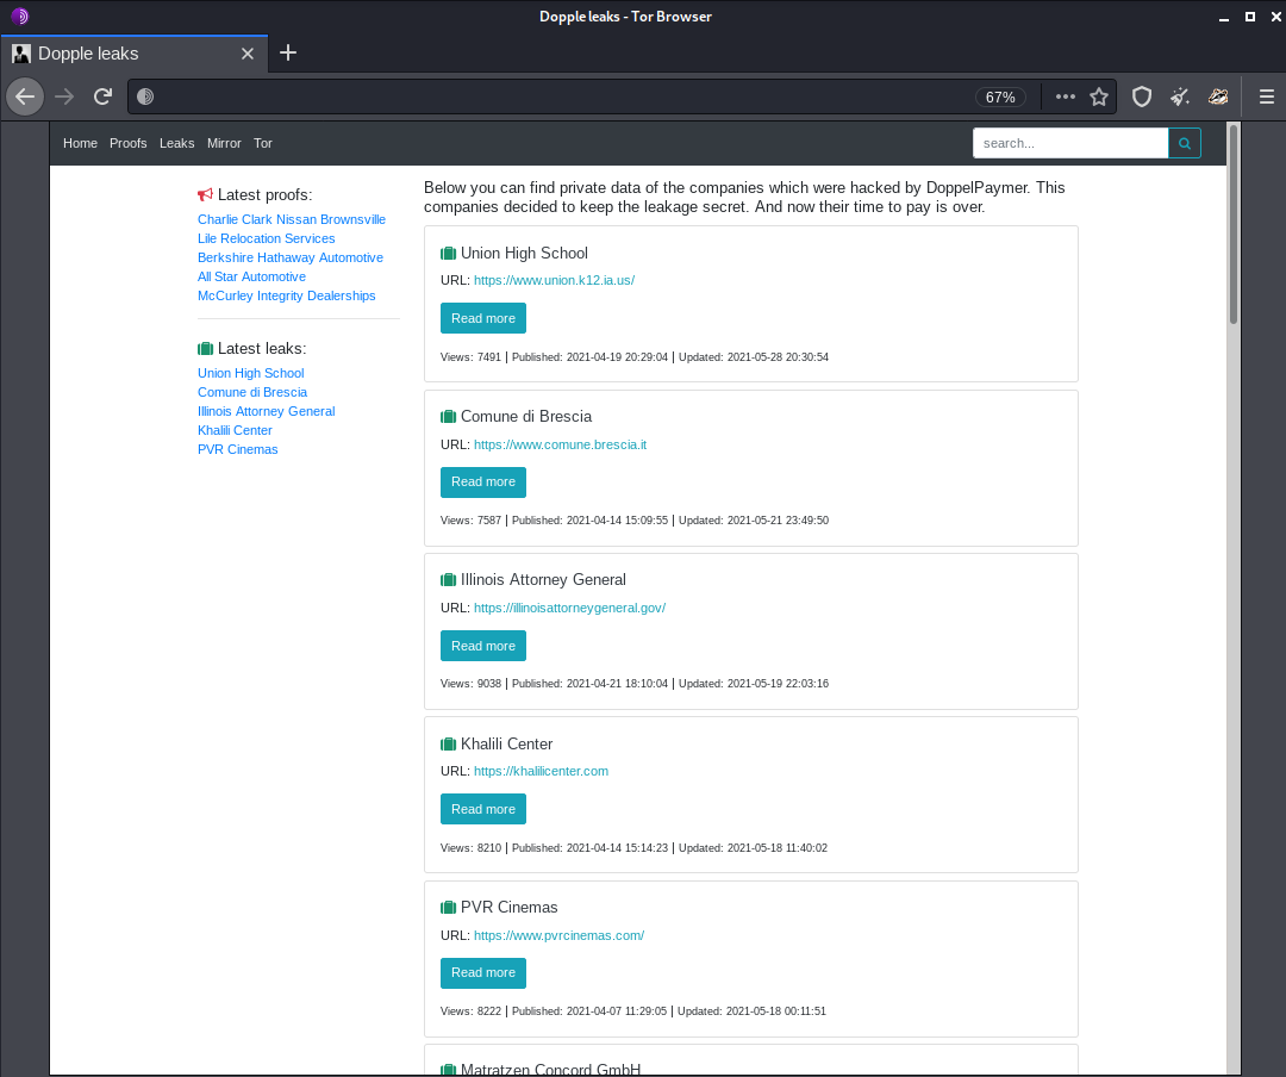 Dopple leaks - Tor Browser
Dopple leaks
67%
Home Proofs Leaks Mirror Tor
search...
Latest proofs:
Charlie Clark Nissan Brownsville
Lile Relocation Services
Berkshire Hathaway Automotive
All Star Automotive
McCurley Integrity Dealerships
Latest leaks:
Union High School
Comune di Brescia
Illinois Attorney General
Khalili Center
PVR Cinemas
Below you can find private data of the companies which were hacked by DoppelPaymer. This
companies decided to keep the leakage secret. And now their time to pay is over.
Union High School
URL: https://www.union.k12.ia.us/
Read more
Views: 7491 | Published: 2021-04-19 20:29:04 | Updated: 2021-05-28 20:30:54
Comune di Brescia
URL: https://www.comune.brescia.it
Read more
Views: 7587 | Published: 2021-04-14 15:09:55 | Updated: 2021-05-21 23:49:50
Illinois Attorney General
URL: https://illinoisattorneygeneral.gov/
Read more
Views: 9038 | Published: 2021-04-21 18:10:04 | Updated: 2021-05-19 22:03:16
Khalili Center
URL: https://khalilicenter.com
Read more
Views: 8210 | Published: 2021-04-14 15:14:23 | Updated: 2021-05-18 11:40:02
PVR Cinemas
URL: https://www.pvrcinemas.com/
Read more
Views: 8222 | Published: 2021-04-07 11:29:05 | Updated: 2021-05-18 00:11:51
Matratzen Concord GmbH